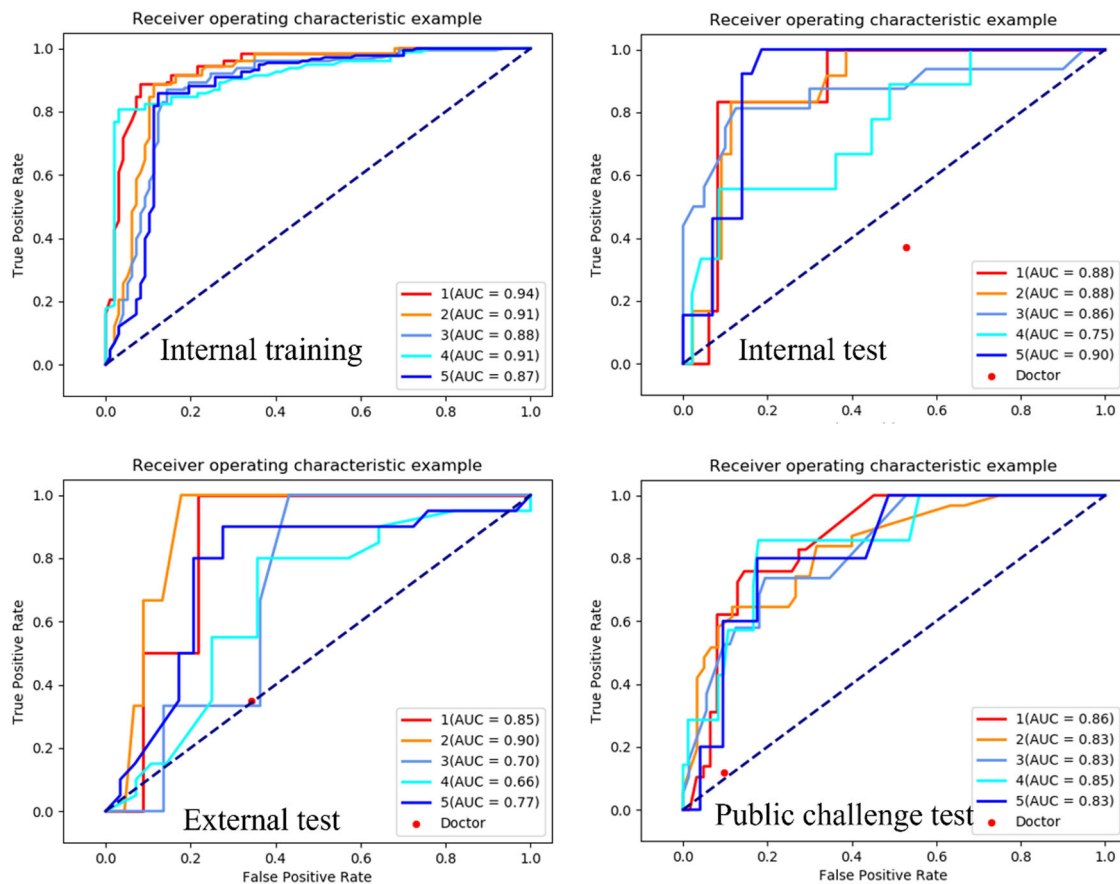 Receiver operating characteristic example
True Positive Rate
1.0
0.8
0.6
0.4
0.2
0.0
1(AUC = 0.94)
2(AUC = 0.91)
3(AUC = 0.88)
4(AUC = 0.91)
5(AUC = 0.87)
Internal training
0.0 0.2 0.4 0.6 0.8 1.0
False Positive Rate
Receiver operating characteristic example
True Positive Rate
1.0
0.8
0.6
0.4
0.2
0.0
1(AUC = 0.88)
2(AUC = 0.88)
3(AUC = 0.86)
4(AUC = 0.75)
5(AUC = 0.90)
Doctor
Internal test
0.0 0.2 0.4 0.6 0.8 1.0
Receiver operating characteristic example
True Positive Rate
1.0
0.8
0.6
0.4
0.2
0.0
1(AUC = 0.85)
2(AUC = 0.90)
3(AUC = 0.70)
4(AUC = 0.66)
5(AUC = 0.77)
Doctor
External test
0.0 0.2 0.4 0.6 0.8 1.0
False Positive Rate
Receiver operating characteristic example
True Positive Rate
1.0
0.8
0.6
0.4
0.2
0.0
1(AUC = 0.86)
2(AUC = 0.83)
3(AUC = 0.83)
4(AUC = 0.85)
5(AUC = 0.83)
Doctor
Public challenge test
0.0 0.2 0.4 0.6 0.8 1.0
False Positive Rate